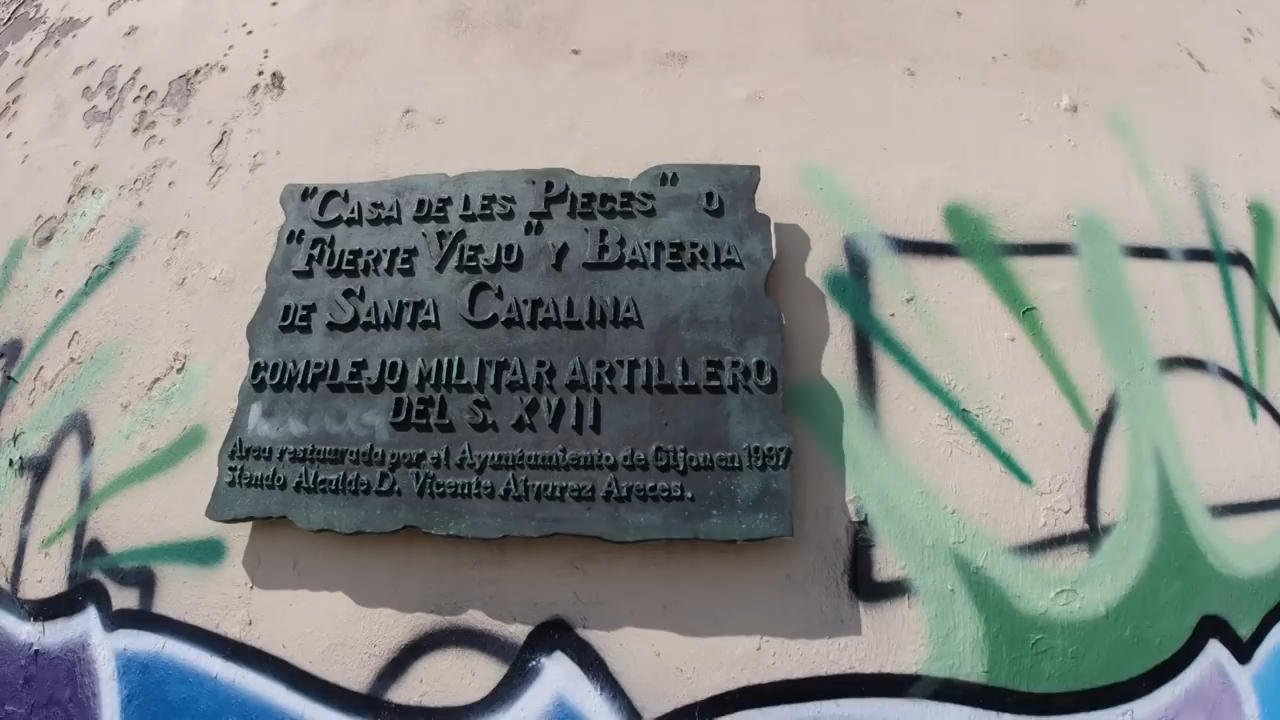 "CASA DE LES PIECES" O
"FUERTE VIEJO" Y BATERIA
DE SANTA CATALINA
COMPLEJO MILITAR ARTILLERO
DEL S. XVII
Area restaurada por el Ayuntamiento de Gijon en 1997
Siendo Alcalde D. Vicente Alvarez Areces.